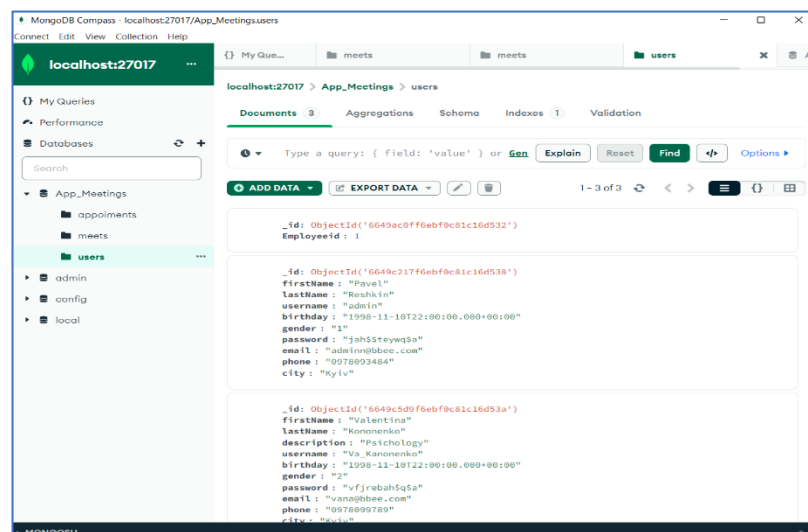 MongoDB Compass - localhost:27017/App_Meetings.users
Connect Edit View Collection Help
localhost:27017 ...
{} My Queries
Performance
Databases
Search
App_Meetings
appoiments
meets
users ...
admin
config
local
{} My Que... meets meets users
localhost:27017 > App_Meetings > users
Documents 3 Aggregations Schema Indexes 1 Validation
Type a query: { field: 'value' } or Gen Explain Reset Find </> Options
ADD DATA EXPORT DATA 1 – 3 of 3 {}
_id: ObjectId('6649ac0ff6ebf0c81c16d532')
Employeeid : 1
_id: ObjectId('6649c217f6ebf0c81c16d538')
firstName : "Pavel"
lastName : "Reshkin"
username : "admin"
birthday : "1998-11-10T22:00:00.000+00:00"
gender : "1"
password : "jah$$teywq$a"
email : "adminn@bbee.com"
phone : "0978093484"
city : "Kyiv"
_id: ObjectId('6649c5d9f6ebf0c81c16d53a')
firstName : "Valentina"
lastName : "Kononenko"
description : "Psichology"
username : "Va_Kanonenko"
birthday : "1998-11-10T22:00:00.000+00:00"
gender : "2"
password : "vfjrebah$q$a"
email : "vana@bbee.com"
phone : "0978099789"
city : "Kyiv"
MONGOSH